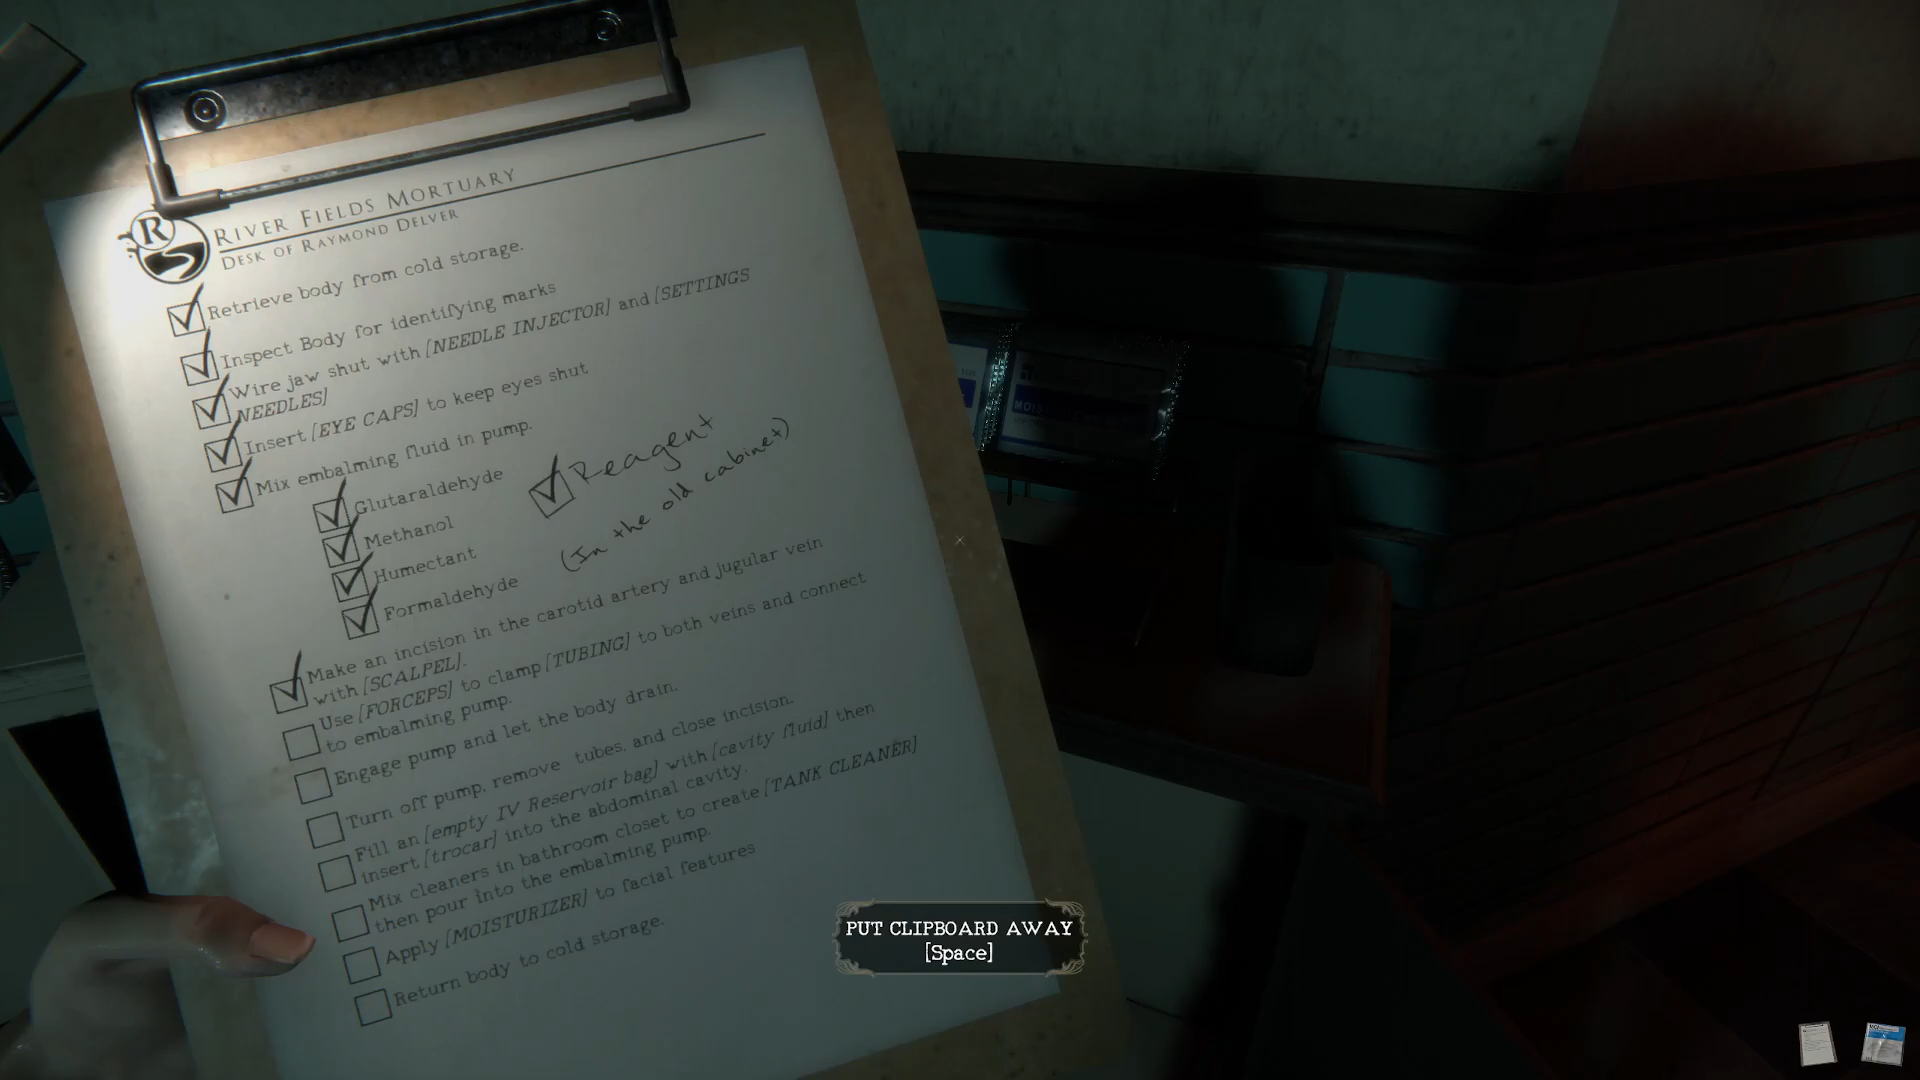 RIVER FIELDS MORTUARY
DESK OF RAYMOND DELVER
Retrieve body from cold storage.
Inspect Body for identifying marks
Wire jaw shut with [NEEDLE INJECTOR] and [SETTINGS
NEEDLES]
Insert [EYE CAPS] to keep eyes shut
Mix embalming fluid in pump.
Glutaraldehyde
Methanol
Humectant
Formaldehyde
Reagent
(In the old cabinet)
Make an incision in the carotid artery and jugular vein
with [SCALPEL].
Use [FORCEPS] to clamp [TUBING] to both veins and connect
to embalming pump.
Engage pump and let the body drain.
Turn off pump, remove tubes, and close incision.
Fill an [empty IV Reservoir bag] with [cavity fluid] then
insert [trocar] into the abdominal cavity.
Mix cleaners in bathroom closet to create [TANK CLEANER]
then pour into the embalming pump.
Apply [MOISTURIZER] to facial features
Return body to cold storage.
PUT CLIPBOARD AWAY
[Space]